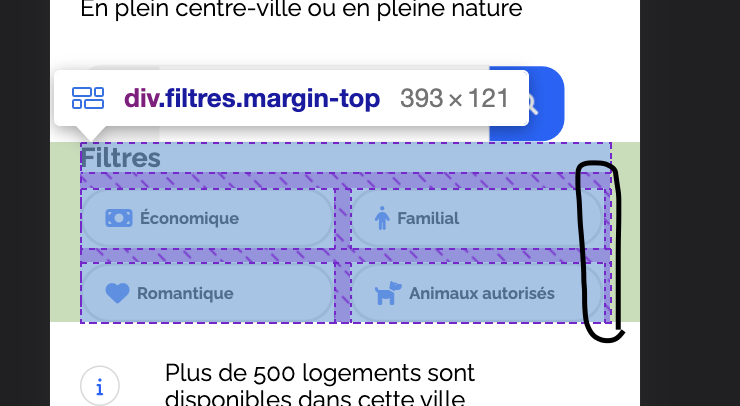 En plein centre-ville ou en pleine nature
div.filtres.margin-top 393 × 121
Filtres
Économique
Familial
Romantique
Animaux autorisés
Plus de 500 logements sont
disponibles dans cette ville